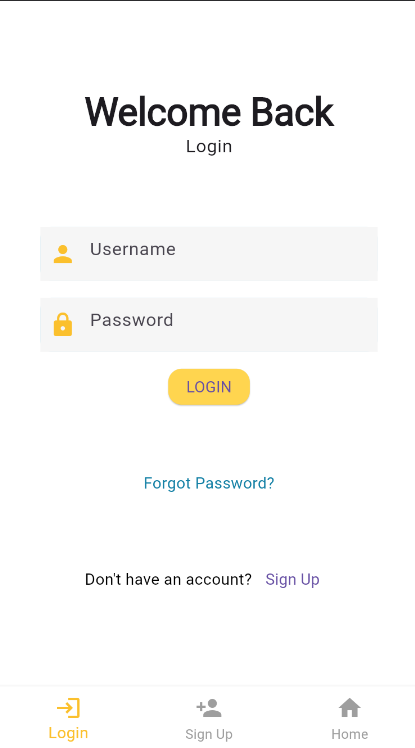 Welcome Back
Login
Username
Password
LOGIN
Forgot Password?
Don't have an account? Sign Up
Login Sign Up Home